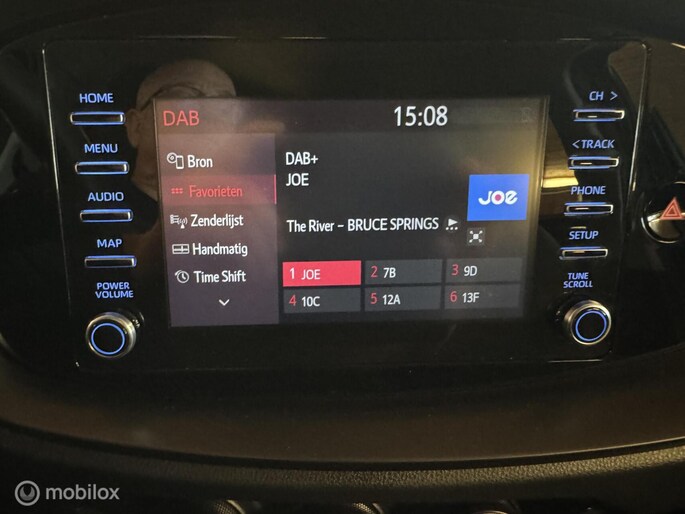 HOME
MENU
AUDIO
MAP
POWER
VOLUME
DAB
15:08
Bron
Favorieten
Zenderlijst
Handmatig
Time Shift
DAB+
JOE
JOE
The River – BRUCE SPRINGS ...
1 JOE
2 7B
3 9D
4 10C
5 12A
6 13F
CH >
< TRACK
PHONE
SETUP
TUNE
SCROLL
mobilox